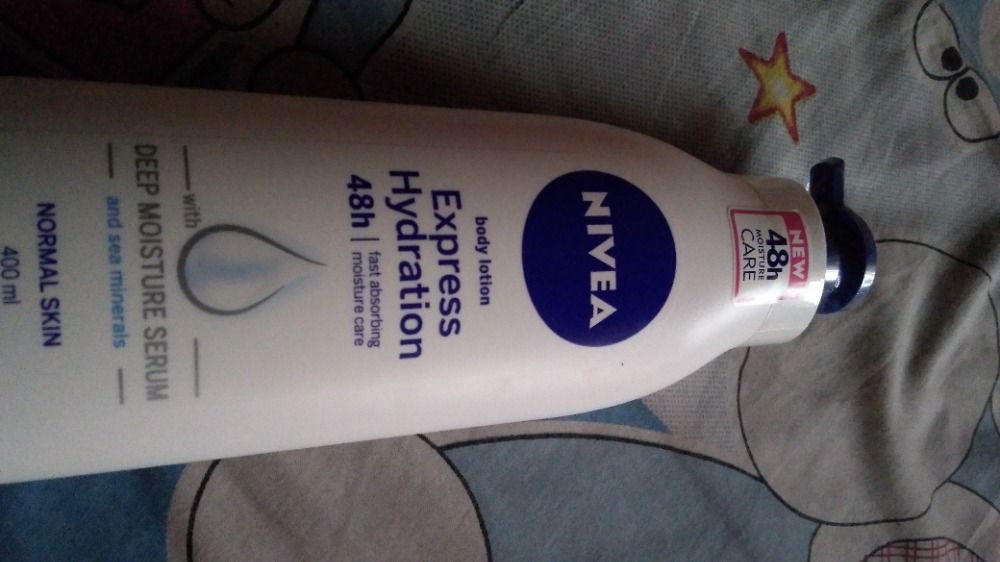 NEW
48h
MOISTURE
CARE
NIVEA
body lotion
Express
Hydration
48h | fast absorbing
moisture care
with
DEEP MOISTURE SERUM
and sea minerals
NORMAL SKIN
400 ml